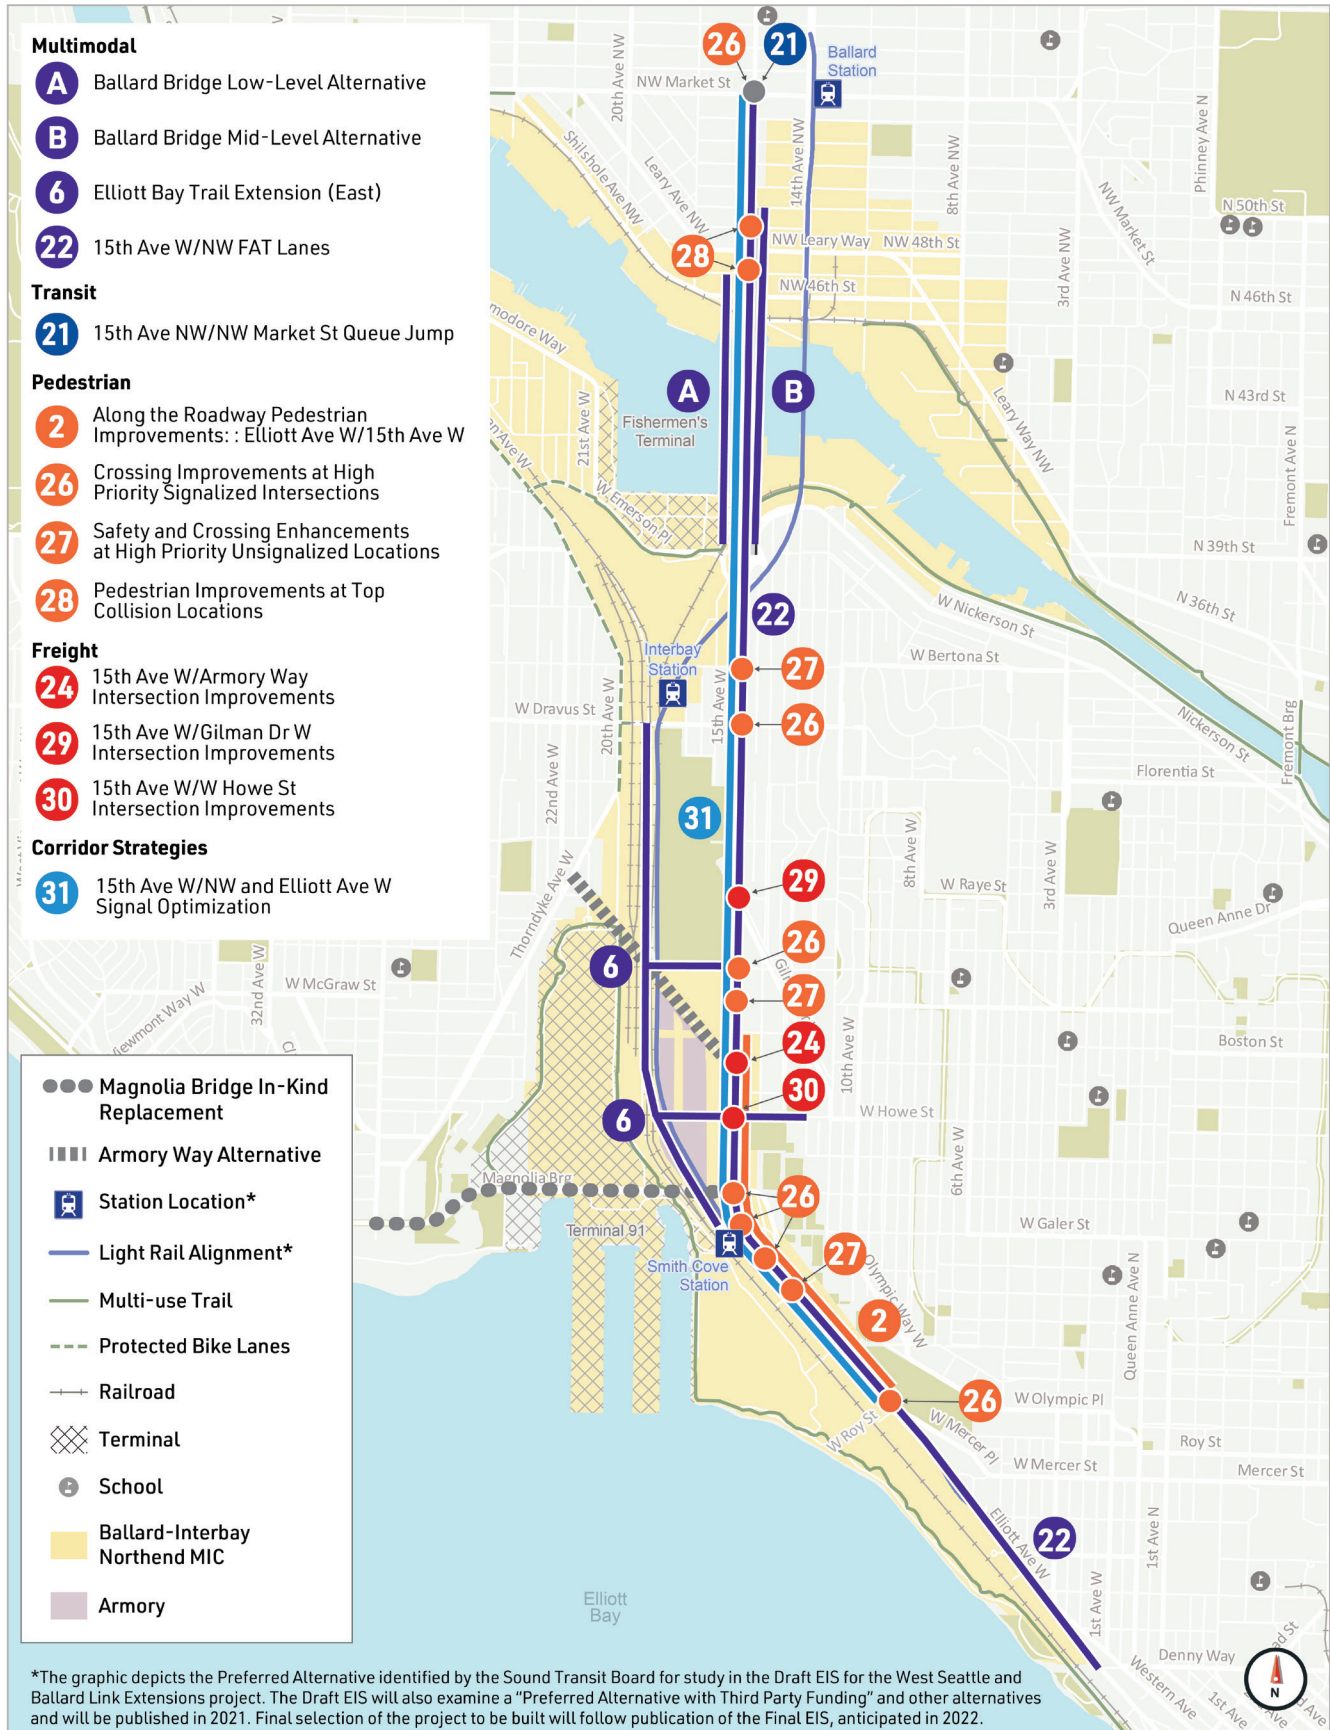 Multimodal
A Ballard Bridge Low-Level Alternative
B Ballard Bridge Mid-Level Alternative
6 Elliott Bay Trail Extension (East)
22 15th Ave W/NW FAT Lanes
Transit
21 15th Ave NW/NW Market St Queue Jump
Pedestrian
2 Along the Roadway Pedestrian
Improvements: : Elliott Ave W/15th Ave W
26 Crossing Improvements at High
Priority Signalized Intersections
27 Safety and Crossing Enhancements
at High Priority Unsignalized Locations
28 Pedestrian Improvements at Top
Collision Locations
Freight
24 15th Ave W/Armory Way
Intersection Improvements
29 15th Ave W/Gilman Dr W
Intersection Improvements
30 15th Ave W/W Howe St
Intersection Improvements
Corridor Strategies
31 15th Ave W/NW and Elliott Ave W
Signal Optimization
Magnolia Bridge In-Kind
Replacement
Armory Way Alternative
Station Location*
Light Rail Alignment*
Multi-use Trail
Protected Bike Lanes
Railroad
Terminal
School
Ballard-Interbay
Northend MIC
Armory
26
21
Ballard
Station
NW Market St
20th Ave NW
14th Ave NW
8th Ave NW
Phinney Ave N
Shilshole Ave NW
Leary Ave NW
NW Market St
N 50th St
28
NW Leary Way
NW 48th St
3rd Ave NW
NW 46th St
N 46th St
modore Way
A
B
Fishermen's
Terminal
21st Ave W
N 43rd St
Leary Way NW
Fremont Ave N
W Emerson Pl
N 39th St
N 36th St
22
W Nickerson St
Interbay
Station
27
W Bertona St
W Dravus St
20th Ave W
15th Ave W
26
Nickerson St
Fremont Brg
22nd Ave W
Florentia St
31
8th Ave W
3rd Ave W
Thorndyke Ave W
29
W Raye St
Queen Anne Dr
26
6
32nd Ave W
W McGraw St
27
Viewmont Way W
24
10th Ave W
Boston St
30
6
W Howe St
6th Ave W
Magnolia Brg
26
Terminal 91
W Galer St
27
Smith Cove
Station
Olympic Way W
Queen Anne Ave N
2
26
W Olympic Pl
W Roy St
W Mercer Pl
Roy St
W Mercer St
Mercer St
Elliott Ave W
22
1st Ave N
Elliott
Bay
1st Ave W
Denny Way
Western Ave
1st Ave
N
*The graphic depicts the Preferred Alternative identified by the Sound Transit Board for study in the Draft EIS for the West Seattle and
Ballard Link Extensions project. The Draft EIS will also examine a "Preferred Alternative with Third Party Funding" and other alternatives
and will be published in 2021. Final selection of the project to be built will follow publication of the Final EIS, anticipated in 2022.